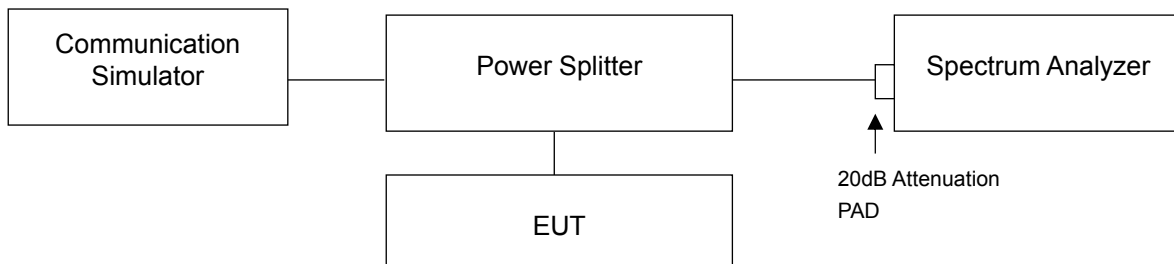 Communication
Simulator
Power Splitter
Spectrum Analyzer
20dB Attenuation
PAD
EUT